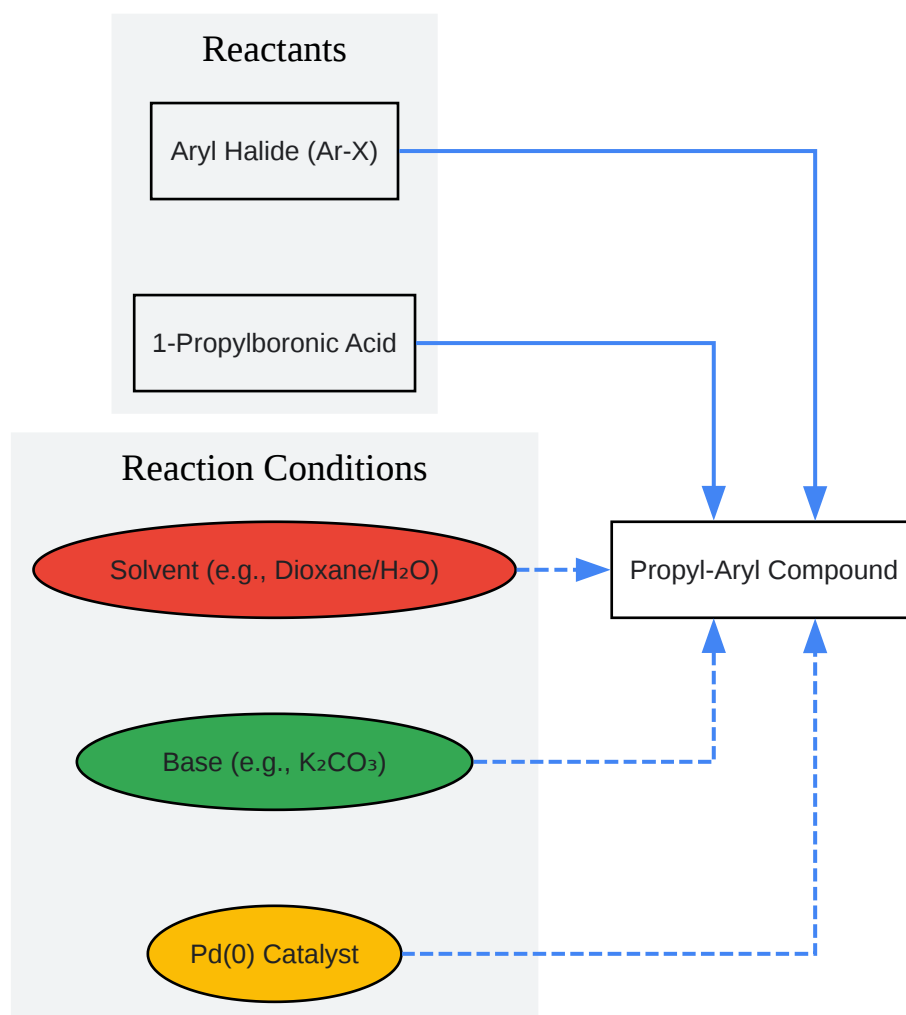 Reactants
Aryl Halide (Ar-X)
1-Propylboronic Acid
Reaction Conditions
Solvent (e.g., Dioxane/H₂O)
Propyl-Aryl Compound
Base (e.g., K₂CO₃)
Pd(0) Catalyst